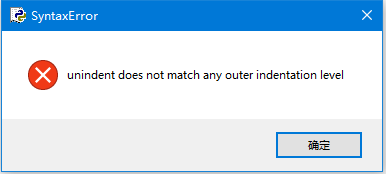 SyntaxError
unindent does not match any outer indentation level
确定